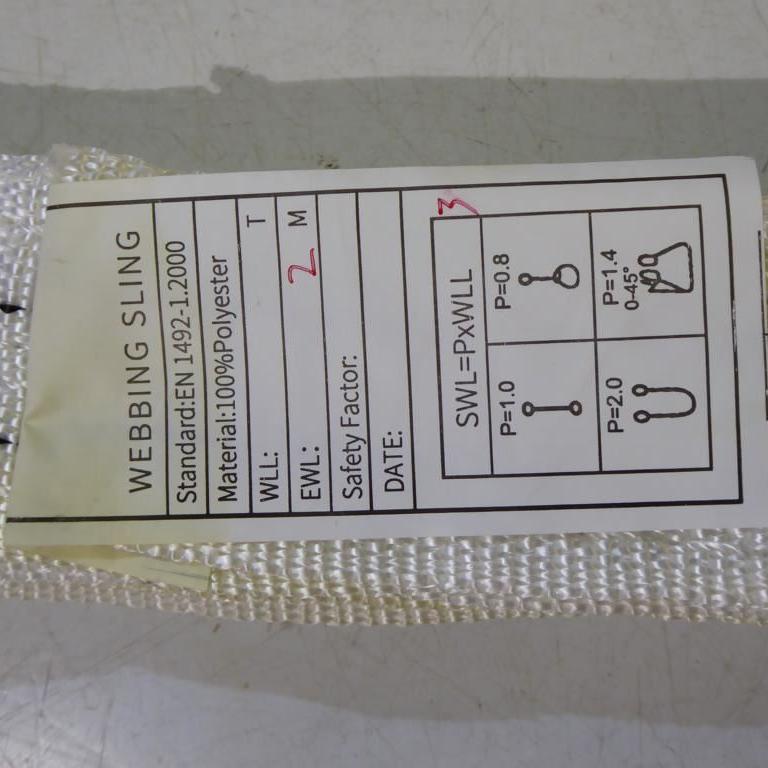 WEBBING SLING
Standard:EN 1492-1.2000
Material:100%Polyester
WLL: T
EWL: 2 M
Safety Factor:
DATE:
3
SWL=PxWLL
P=1.0 P=0.8
P=2.0 P=1.4
0-45°